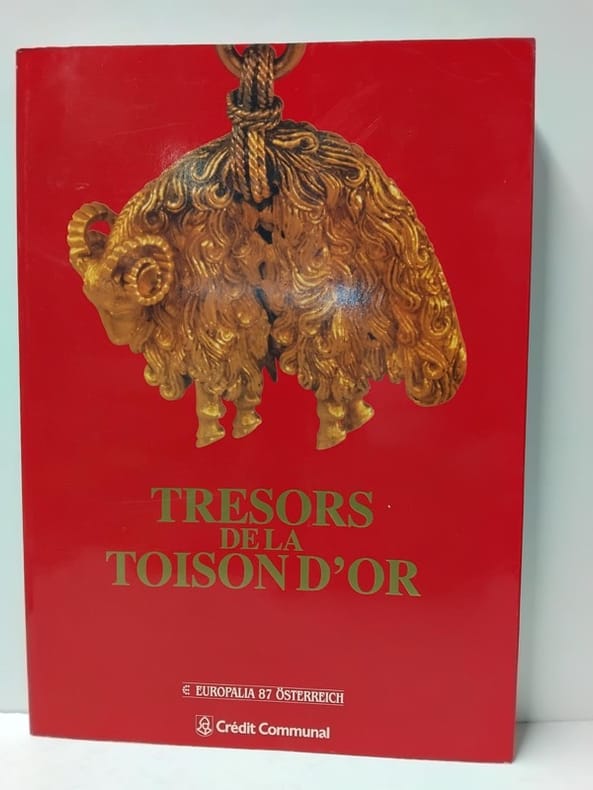 TRESORS
DE LA
TOISON D'OR
€ EUROPALIA 87 ÖSTERREICH
Crédit Communal